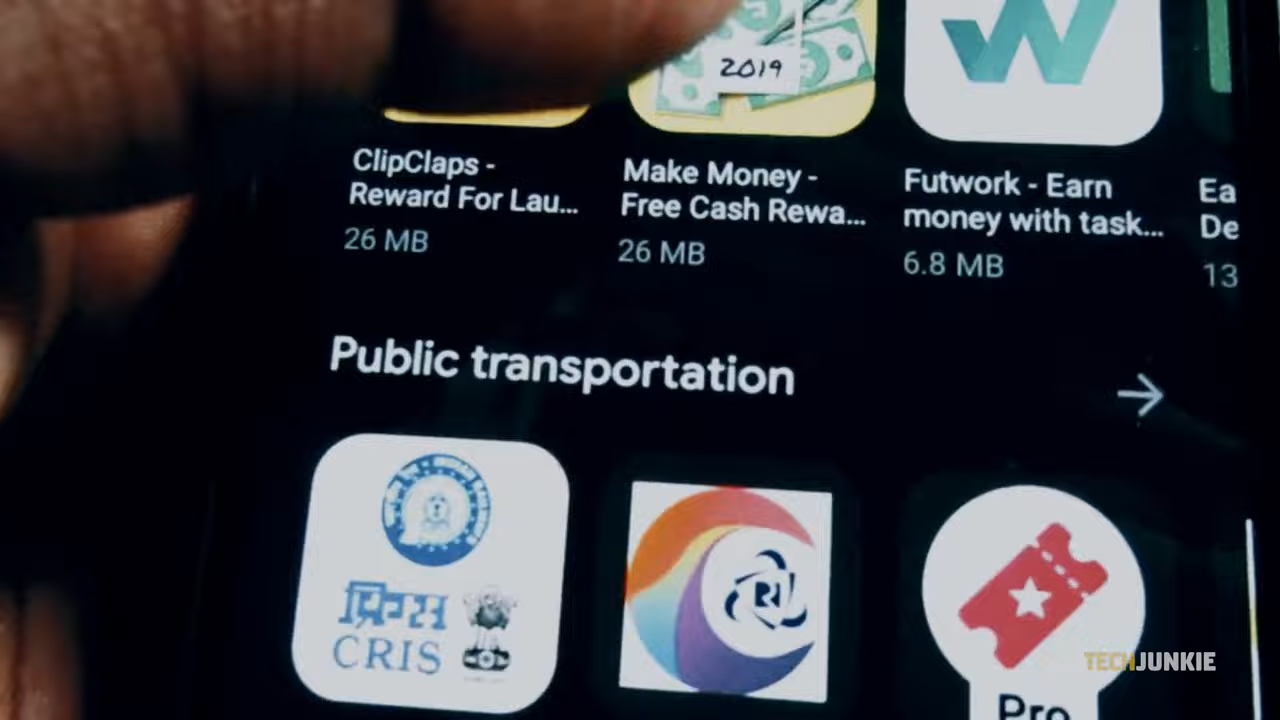 2019
W
ClipClaps -
Reward For Lau...
26 MB
Make Money -
Free Cash Rewa...
26 MB
Futwork - Earn
money with task...
6.8 MB
Ea
De
13
Public transportation
क्रिस
CRIS
Pro
TECHJUNKIE